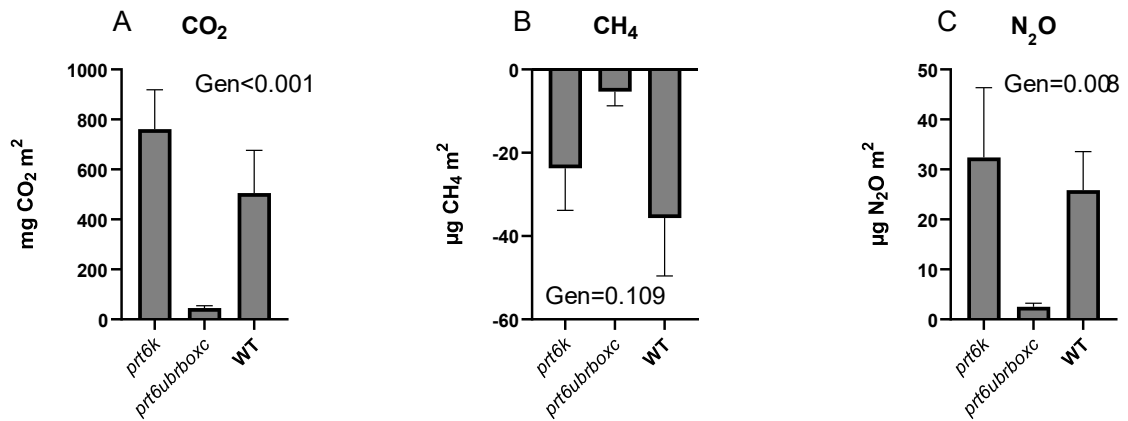 A
CO₂
Gen<0.001
mg CO₂ m²
1000
800
600
400
200
0
prt6k
prt6ubrboxc
WT
B
CH₄
µg CH₄ m²
0
-20
-40
-60
Gen=0.109
prt6k
prt6ubrboxc
WT
C
N₂O
Gen=0.008
µg N₂O m²
50
40
30
20
10
0
prt6k
prt6ubrboxc
WT